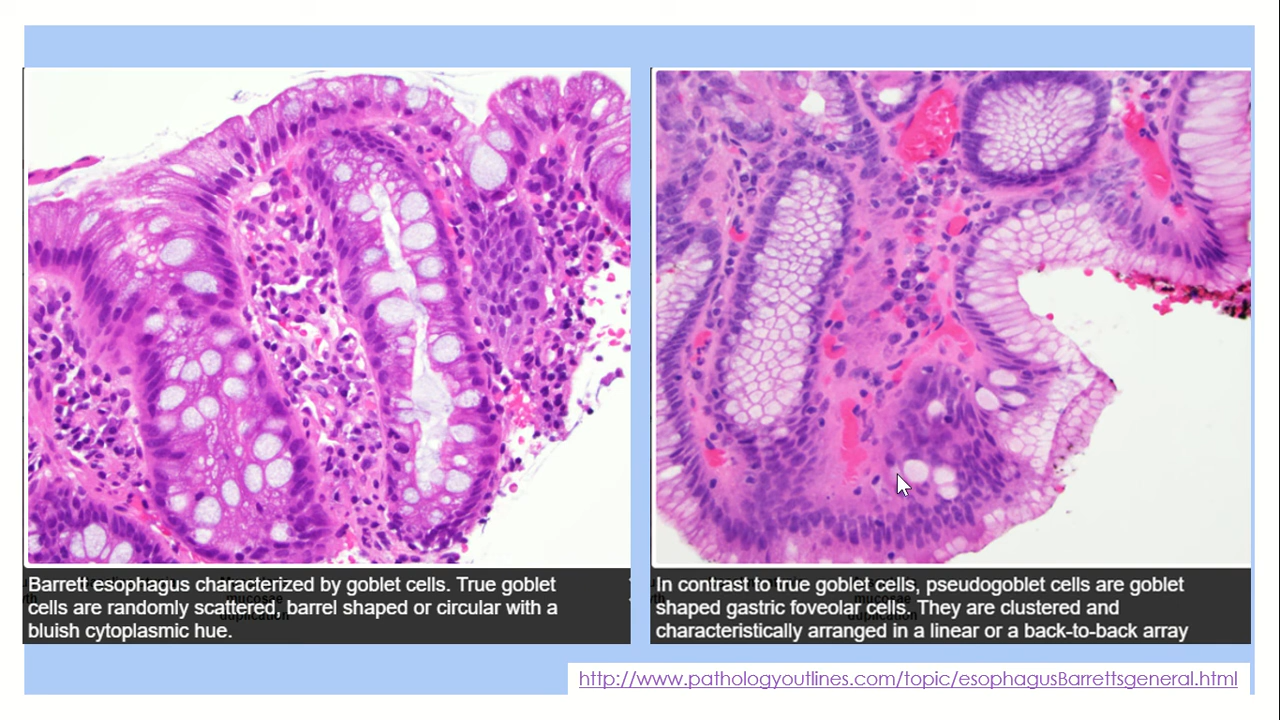 Barrett esophagus characterized by goblet cells. True goblet
cells are randomly scattered, barrel shaped or circular with a
bluish cytoplasmic hue.
In contrast to true goblet cells, pseudogoblet cells are goblet
shaped gastric foveolar cells. They are clustered and
characteristically arranged in a linear or a back-to-back array
http://www.pathologyoutlines.com/topic/esophagusBarrettsgeneral.html